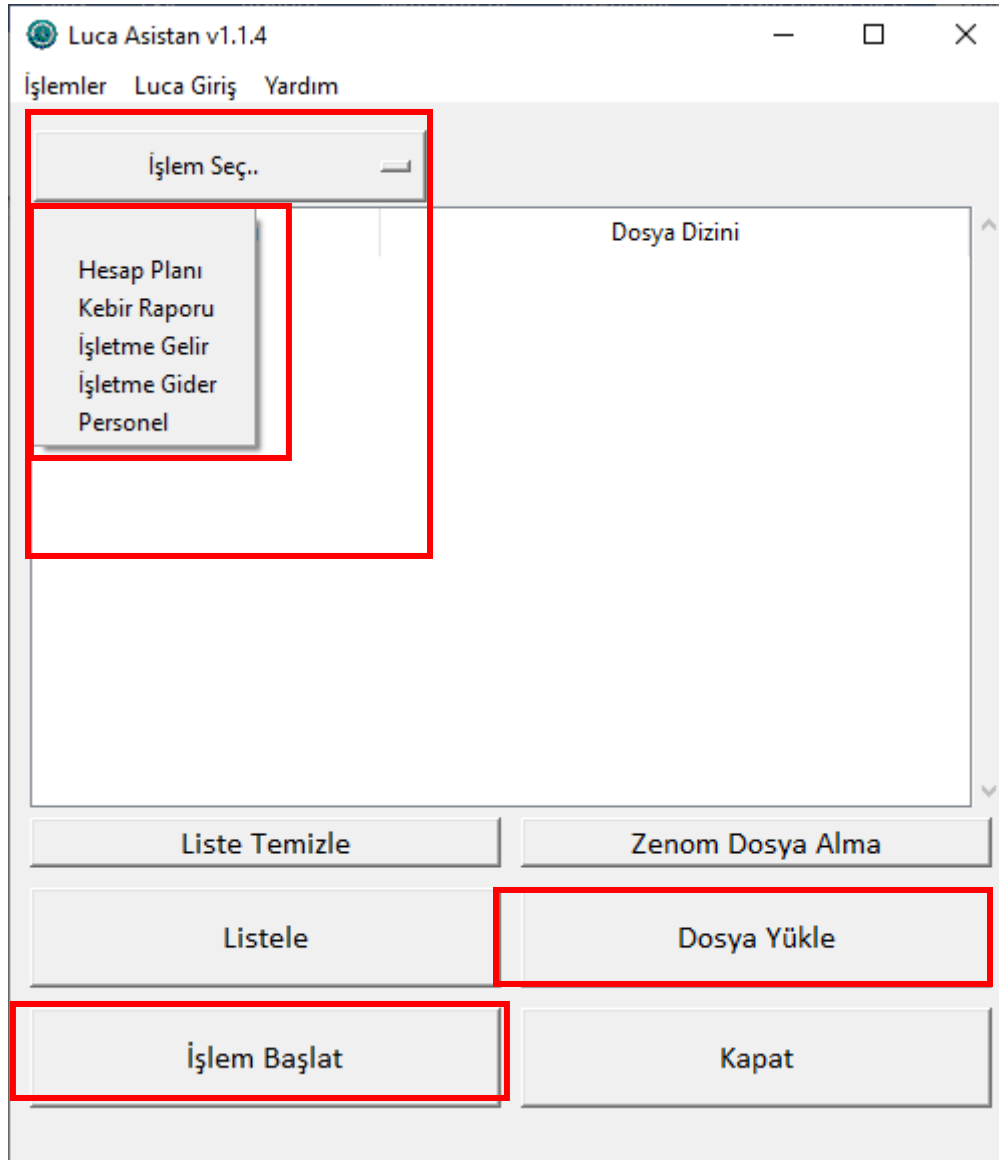 Luca Asistan v1.1.4
İşlemler Luca Giriş Yardım
İşlem Seç..
Dosya Dizini
Hesap Planı
Kebir Raporu
İşletme Gelir
İşletme Gider
Personel
Liste Temizle Zenom Dosya Alma
Listele Dosya Yükle
İşlem Başlat Kapat